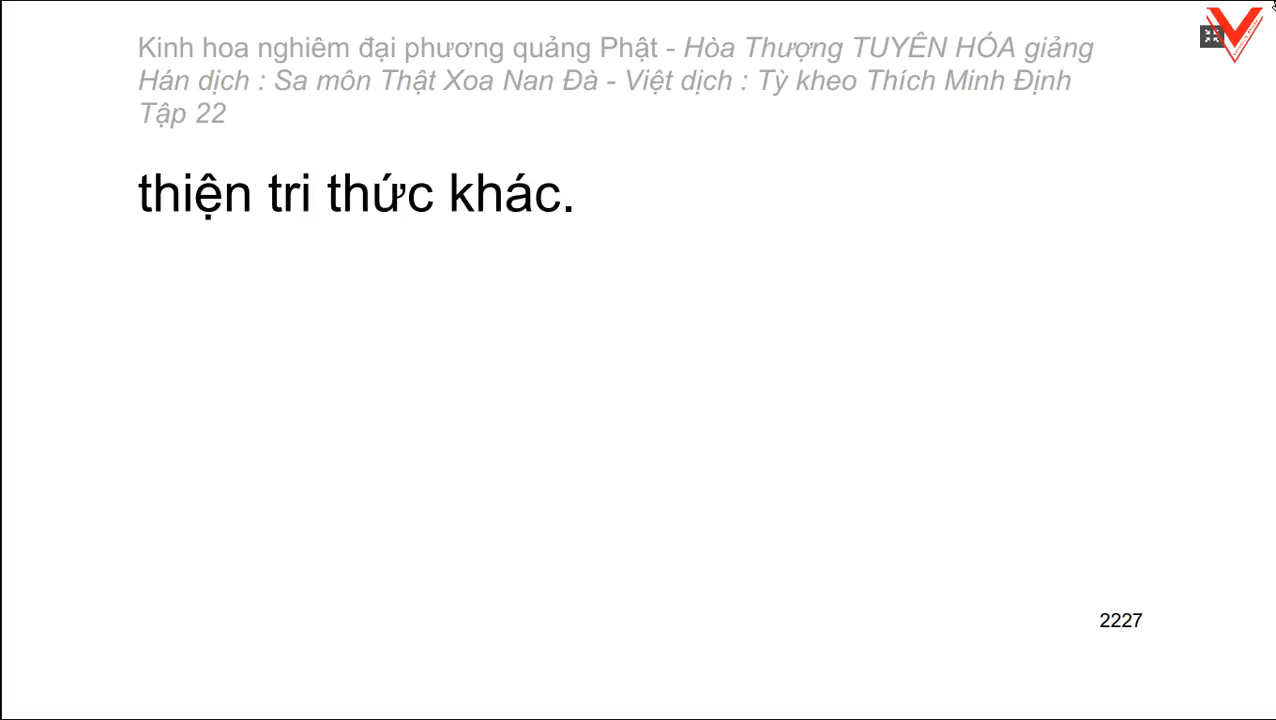 Kinh hoa nghiêm đại phương quảng Phật - Hòa Thượng TUYÊN HÓA giảng
Hán dịch : Sa môn Thật Xoa Nan Đà - Việt dịch : Tỳ kheo Thích Minh Định
Tập 22
thiện tri thức khác.
2227